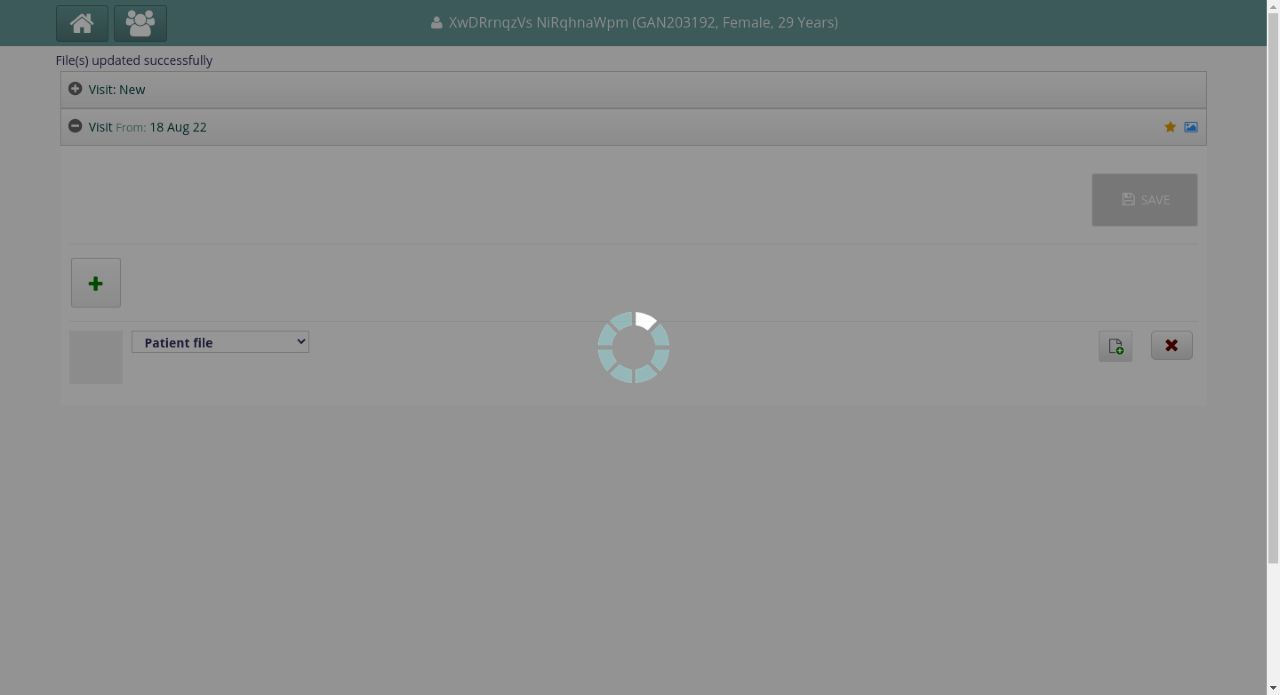 XwDRrnqzVs NiRqhnaWpm (GAN203192, Female, 29 Years)
File(s) updated successfully
Visit: New
Visit From: 18 Aug 22
SAVE
Patient file